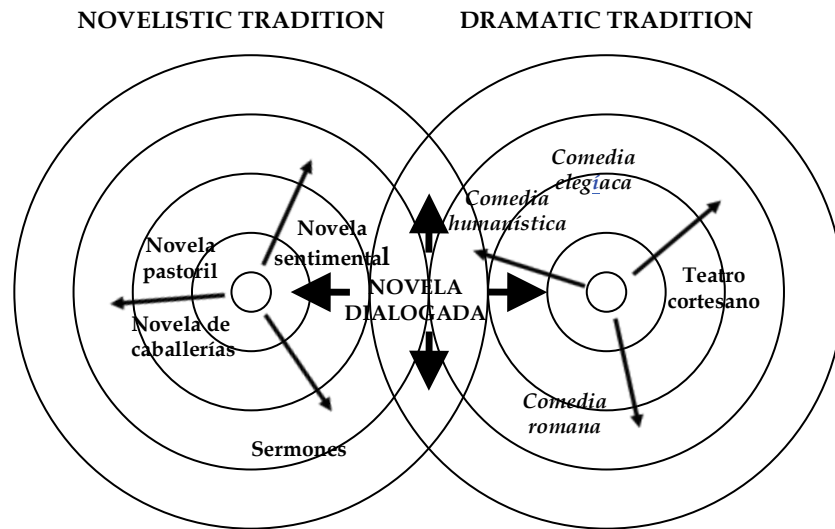 NOVELISTIC TRADITION
DRAMATIC TRADITION
Comedia
elegíaca
Comedia
humanística
Novela
sentimental
Novela
pastoril
Novela de
caballerías
NOVELA
DIALOGADA
Teatro
cortesano
Comedia
romana
Sermones